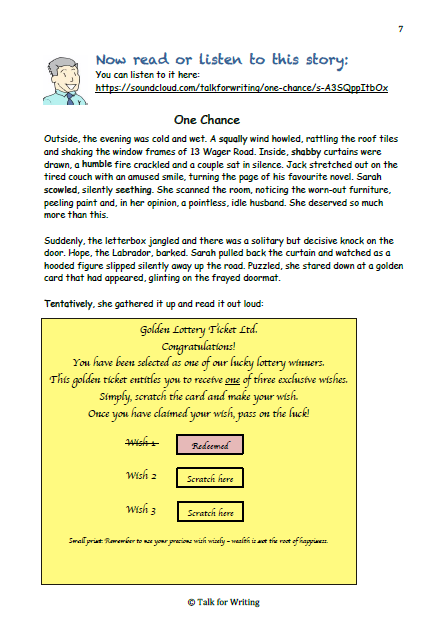 7
Now read or listen to this story:
You can listen to it here:
https://soundcloud.com/talkforwriting/one-chance/s-A3SQppItbOx
One Chance
Outside, the evening was cold and wet. A squally wind howled, rattling the roof tiles
and shaking the window frames of 13 Wager Road. Inside, shabby curtains were
drawn, a humble fire crackled and a couple sat in silence. Jack stretched out on the
tired couch with an amused smile, turning the page of his favourite novel. Sarah
scowled, silently seething. She scanned the room, noticing the worn-out furniture,
peeling paint and, in her opinion, a pointless, idle husband. She deserved so much
more than this.
Suddenly, the letterbox jangled and there was a solitary but decisive knock on the
door. Hope, the Labrador, barked. Sarah pulled back the curtain and watched as a
hooded figure slipped silently away up the road. Puzzled, she stared down at a golden
card that had appeared, glinting on the frayed doormat.
Tentatively, she gathered it up and read it out loud:
Golden Lottery Ticket Ltd.
Congratulations!
You have been selected as one of our lucky lottery winners.
This golden ticket entitles you to receive one of three exclusive wishes.
Simply, scratch the card and make your wish.
Once you have claimed your wish, pass on the luck!
Wish 1 Redeemed
Wish 2 Scratch here
Wish 3 Scratch here
Small print: Remember to use your precious wish wisely – wealth is not the root of happiness.
© Talk for Writing